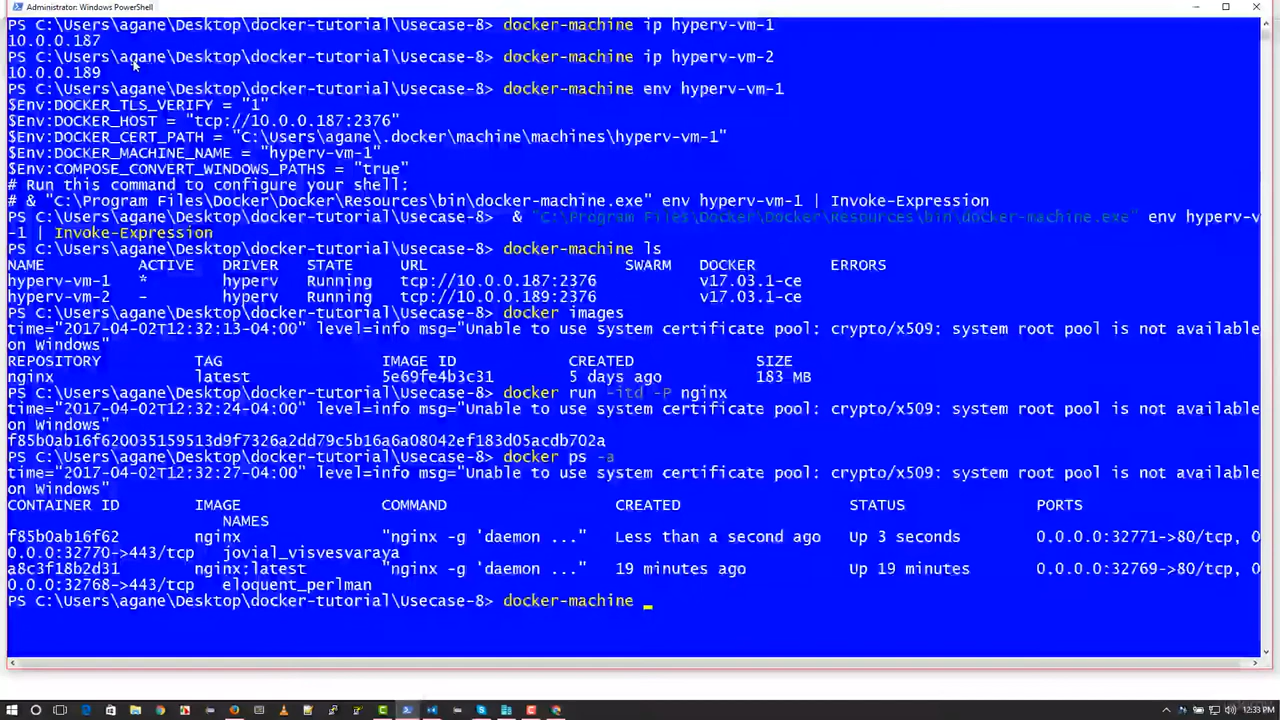 Administrator: Windows PowerShell
PS C:\Users\agane\Desktop\docker-tutorial\Usecase-8> docker-machine ip hyperv-vm-1
10.0.0.187
PS C:\Users\agane\Desktop\docker-tutorial\Usecase-8> docker-machine ip hyperv-vm-2
10.0.0.189
PS C:\Users\agane\Desktop\docker-tutorial\Usecase-8> docker-machine env hyperv-vm-1
$Env:DOCKER_TLS_VERIFY = "1"
$Env:DOCKER_HOST = "tcp://10.0.0.187:2376"
$Env:DOCKER_CERT_PATH = "C:\Users\agane\.docker\machine\machines\hyperv-vm-1"
$Env:DOCKER_MACHINE_NAME = "hyperv-vm-1"
$Env:COMPOSE_CONVERT_WINDOWS_PATHS = "true"
# Run this command to configure your shell:
# & "C:\Program Files\Docker\Docker\Resources\bin\docker-machine.exe" env hyperv-vm-1 | Invoke-Expression
PS C:\Users\agane\Desktop\docker-tutorial\Usecase-8>  & "C:\Program Files\Docker\Docker\Resources\bin\docker-machine.exe" env hyperv-v
-1 | Invoke-Expression
PS C:\Users\agane\Desktop\docker-tutorial\Usecase-8> docker-machine ls
NAME ACTIVE DRIVER STATE URL SWARM DOCKER ERRORS
hyperv-vm-1 * hyperv Running tcp://10.0.0.187:2376 v17.03.1-ce
hyperv-vm-2 - hyperv Running tcp://10.0.0.189:2376 v17.03.1-ce
PS C:\Users\agane\Desktop\docker-tutorial\Usecase-8> docker images
time="2017-04-02T12:32:13-04:00" level=info msg="Unable to use system certificate pool: crypto/x509: system root pool is not available
on Windows"
REPOSITORY TAG IMAGE ID CREATED SIZE
nginx latest 5e69fe4b3c31 5 days ago 183 MB
PS C:\Users\agane\Desktop\docker-tutorial\Usecase-8> docker run -itd -P nginx
time="2017-04-02T12:32:24-04:00" level=info msg="Unable to use system certificate pool: crypto/x509: system root pool is not available
on Windows"
f85b0ab16f620035159513d9f7326a2dd79c5b16a6a08042ef183d05acdb702a
PS C:\Users\agane\Desktop\docker-tutorial\Usecase-8> docker ps -a
time="2017-04-02T12:32:27-04:00" level=info msg="Unable to use system certificate pool: crypto/x509: system root pool is not available
on Windows"
CONTAINER ID IMAGE COMMAND CREATED STATUS PORTS
NAMES
f85b0ab16f62 nginx "nginx -g 'daemon ..." Less than a second ago Up 3 seconds 0.0.0.0:32771->80/tcp, 0
0.0.0:32770->443/tcp jovial_visvesvaraya
a8c3f18b2d31 nginx:latest "nginx -g 'daemon ..." 19 minutes ago Up 19 minutes 0.0.0.0:32769->80/tcp, 0
0.0.0:32768->443/tcp eloquent_perlman
PS C:\Users\agane\Desktop\docker-tutorial\Usecase-8> docker-machine
12:33 PM